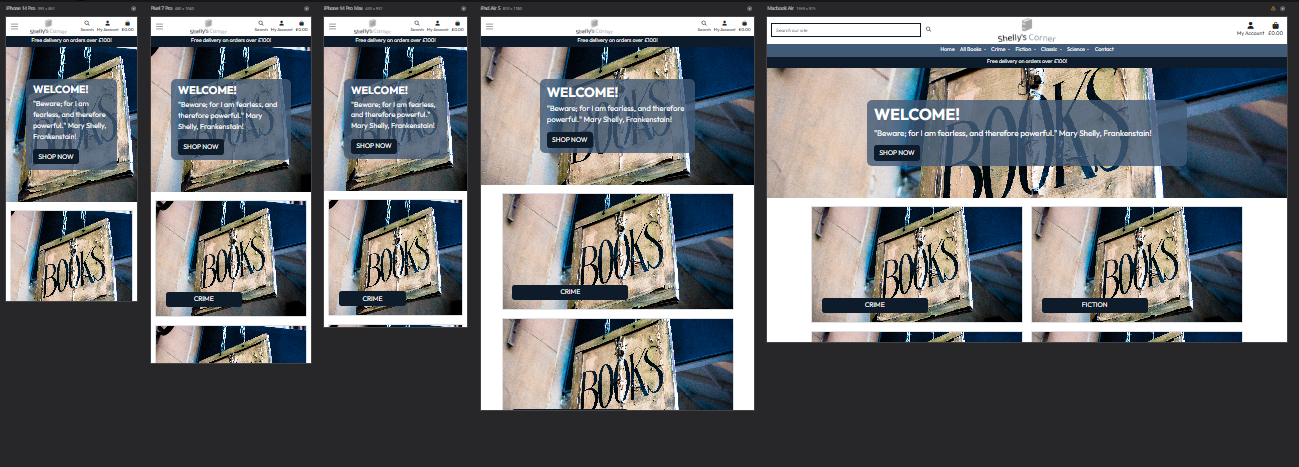 iPhone 14 Pro 393 x 852
Search My Account £0.00
Shelly's Corner
Free delivery on orders over £100!
BOOKS
WELCOME!
"Beware; for I am
fearless, and therefore
powerful." Mary Shelly,
Frankenstain!
SHOP NOW
BOOKS
Pixel 7 Pro
Search My Account £0.00
Shelly's Corner
Free delivery on orders over £100!
BOOKS
WELCOME!
"Beware; for I am fearless, and
therefore powerful." Mary
Shelly, Frankenstain!
SHOP NOW
BOOKS
CRIME
iPhone 14 Pro Max
Search My Account £0.00
Shelly's Corner
Free delivery on orders over £100!
BOOKS
WELCOME!
"Beware; for I am fearless,
and therefore powerful."
Mary Shelly, Frankenstain!
SHOP NOW
BOOKS
CRIME
iPad Air 5
Search My Account £0.00
Shelly's Corner
Free delivery on orders over £100!
BOOKS
WELCOME!
"Beware; for I am fearless, and therefore
powerful." Mary Shelly, Frankenstain!
SHOP NOW
BOOKS
CRIME
BOOKS
Macbook Air
Search our site
Shelly's Corner
My Account £0.00
Home All Books Crime Fiction Classic Science Contact
Free delivery on orders over £100!
BOOKS
WELCOME!
"Beware; for I am fearless, and therefore powerful." Mary Shelly, Frankenstain!
SHOP NOW
BOOKS
CRIME
BOOKS
FICTION